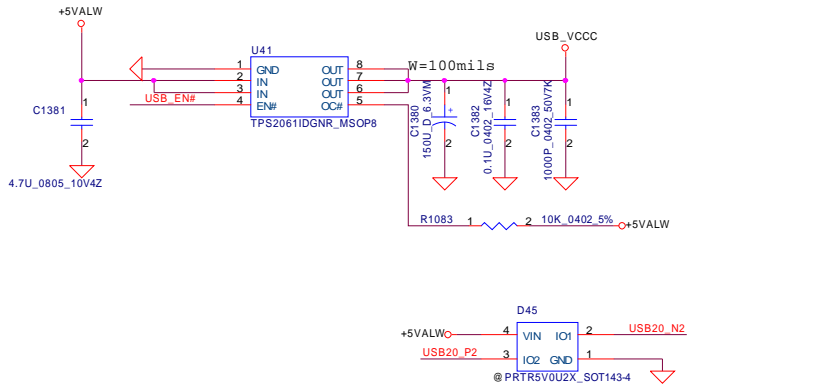 +5VALW
USB_VCCC
U41
W=100mils
1 GND OUT 8
2 IN OUT 7
3 IN OUT 6
USB_EN# 4 EN# OC# 5
TPS2061IDGNR_MSOP8
C1381
1
2
4.7U_0805_10V4Z
C1380
150U_D_6.3VM
1
+
2
C1382
0.1U_0402_16V4Z
1
2
C1383
1000P_0402_50V7K
1
2
R1083 1 2 10K_0402_5% +5VALW
D45
+5VALW 4 VIN IO1 2 USB20_N2
USB20_P2 3 IO2 GND 1
@PRTR5V0U2X_SOT143-4